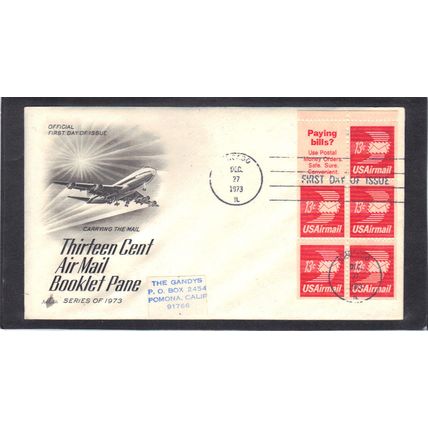 OFFICIAL
FIRST DAY OF ISSUE
CARRYING THE MAIL
Thirteen Cent
Air Mail
Booklet Pane
SERIES OF 1973
THE GANDYS
P. O. BOX 2454
POMONA, CALIF
91766
DEC.
27
1973
IL
FIRST DAY OF ISSUE
Paying
bills?
Use Postal
Money Orders.
Safe. Sure.
Convenient.
13c
USAirmail
13c
USAirmail
13c
USAirmail
13c
USAirmail
13c
USAirmail